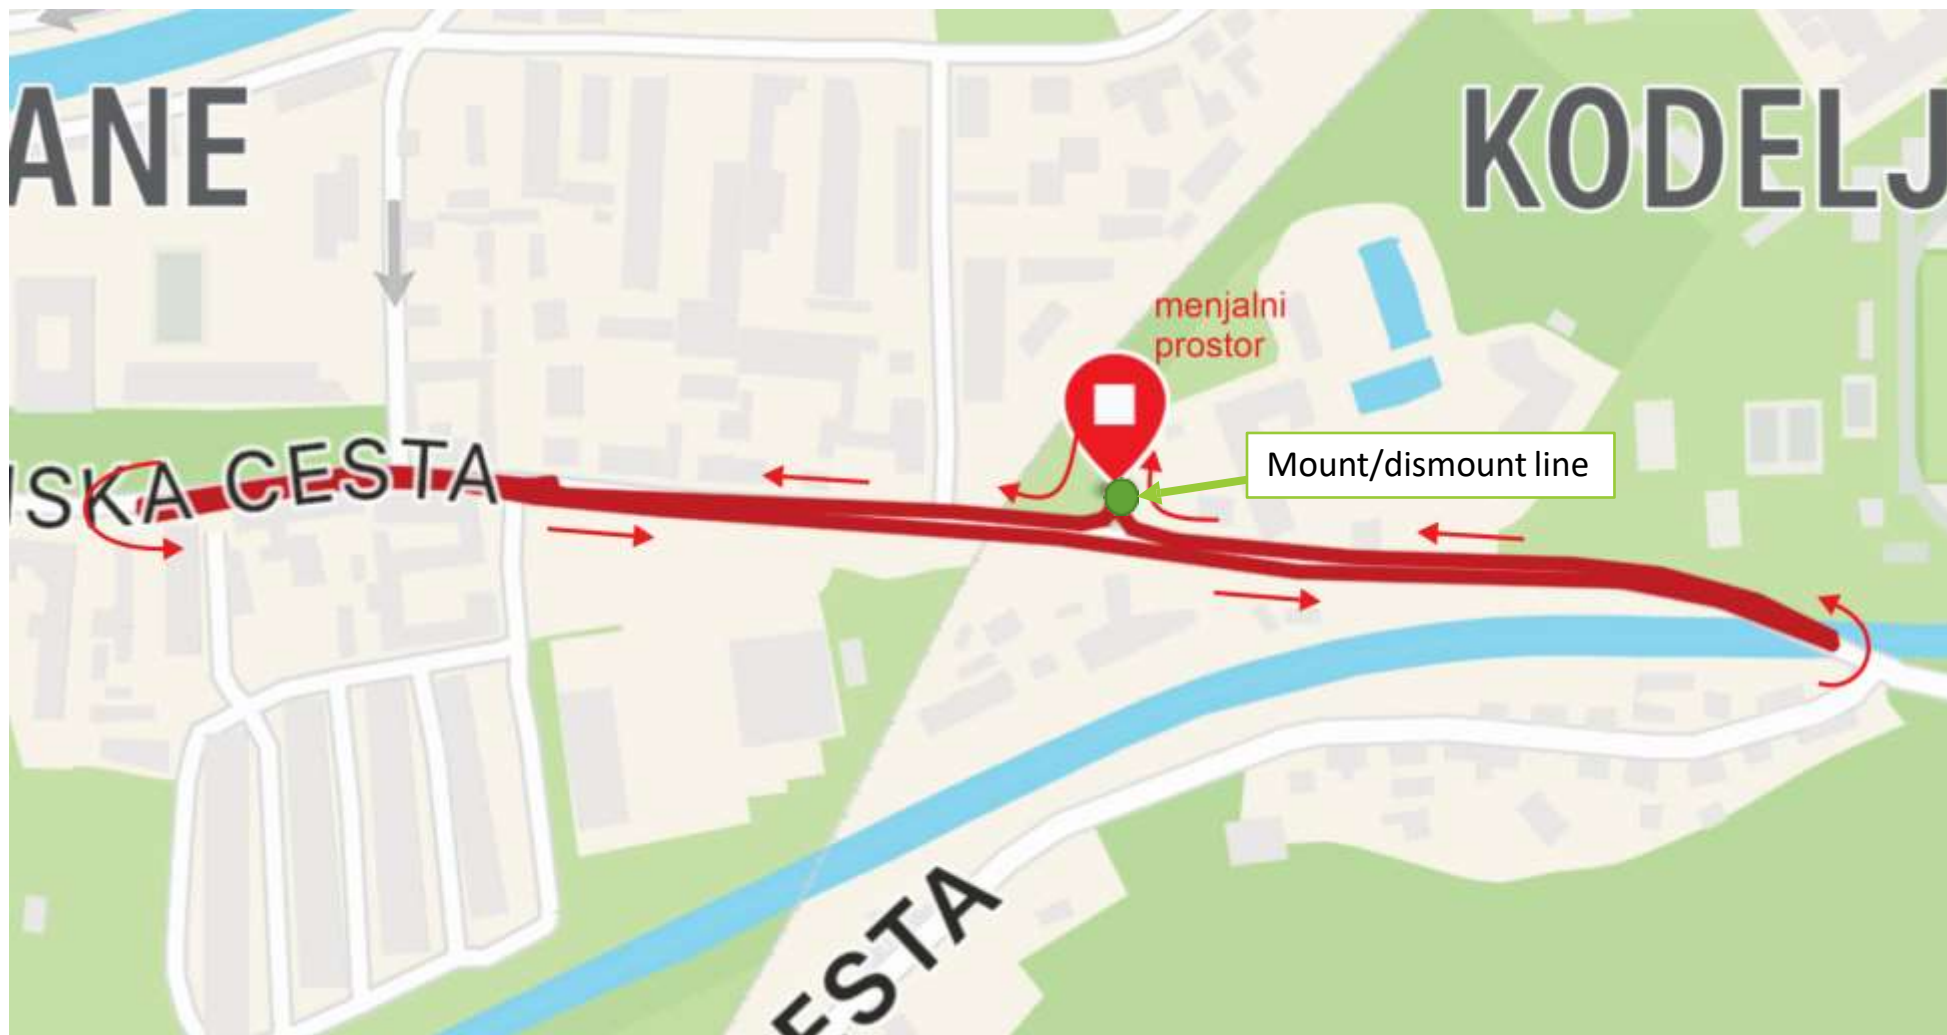 ANE
KODELJ
menjalni
prostor
Mount/dismount line
SKA CESTA
ESTA